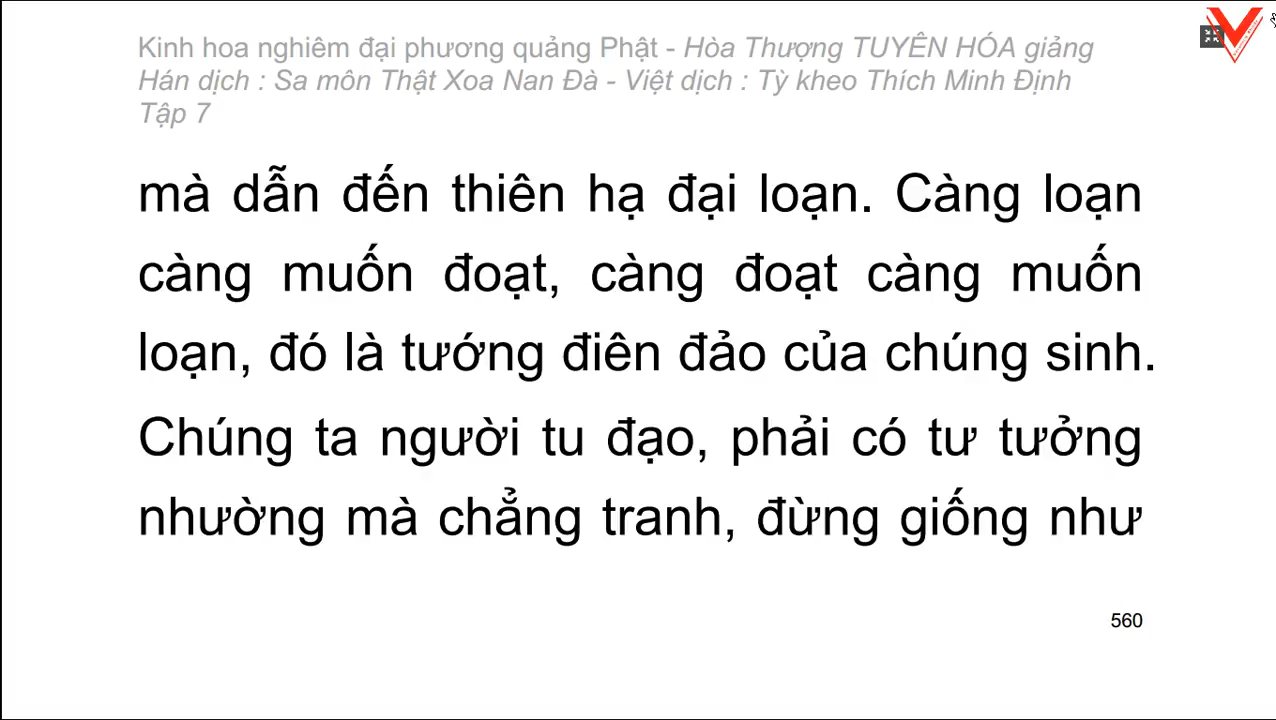 Kinh hoa nghiêm đại phương quảng Phật - Hòa Thượng TUYÊN HÓA giảng
Hán dịch : Sa môn Thật Xoa Nan Đà - Việt dịch : Tỳ kheo Thích Minh Định
Tập 7
mà dẫn đến thiên hạ đại loạn. Càng loạn
càng muốn đoạt, càng đoạt càng muốn
loạn, đó là tướng điên đảo của chúng sinh.
Chúng ta người tu đạo, phải có tư tưởng
nhường mà chẳng tranh, đừng giống như
560